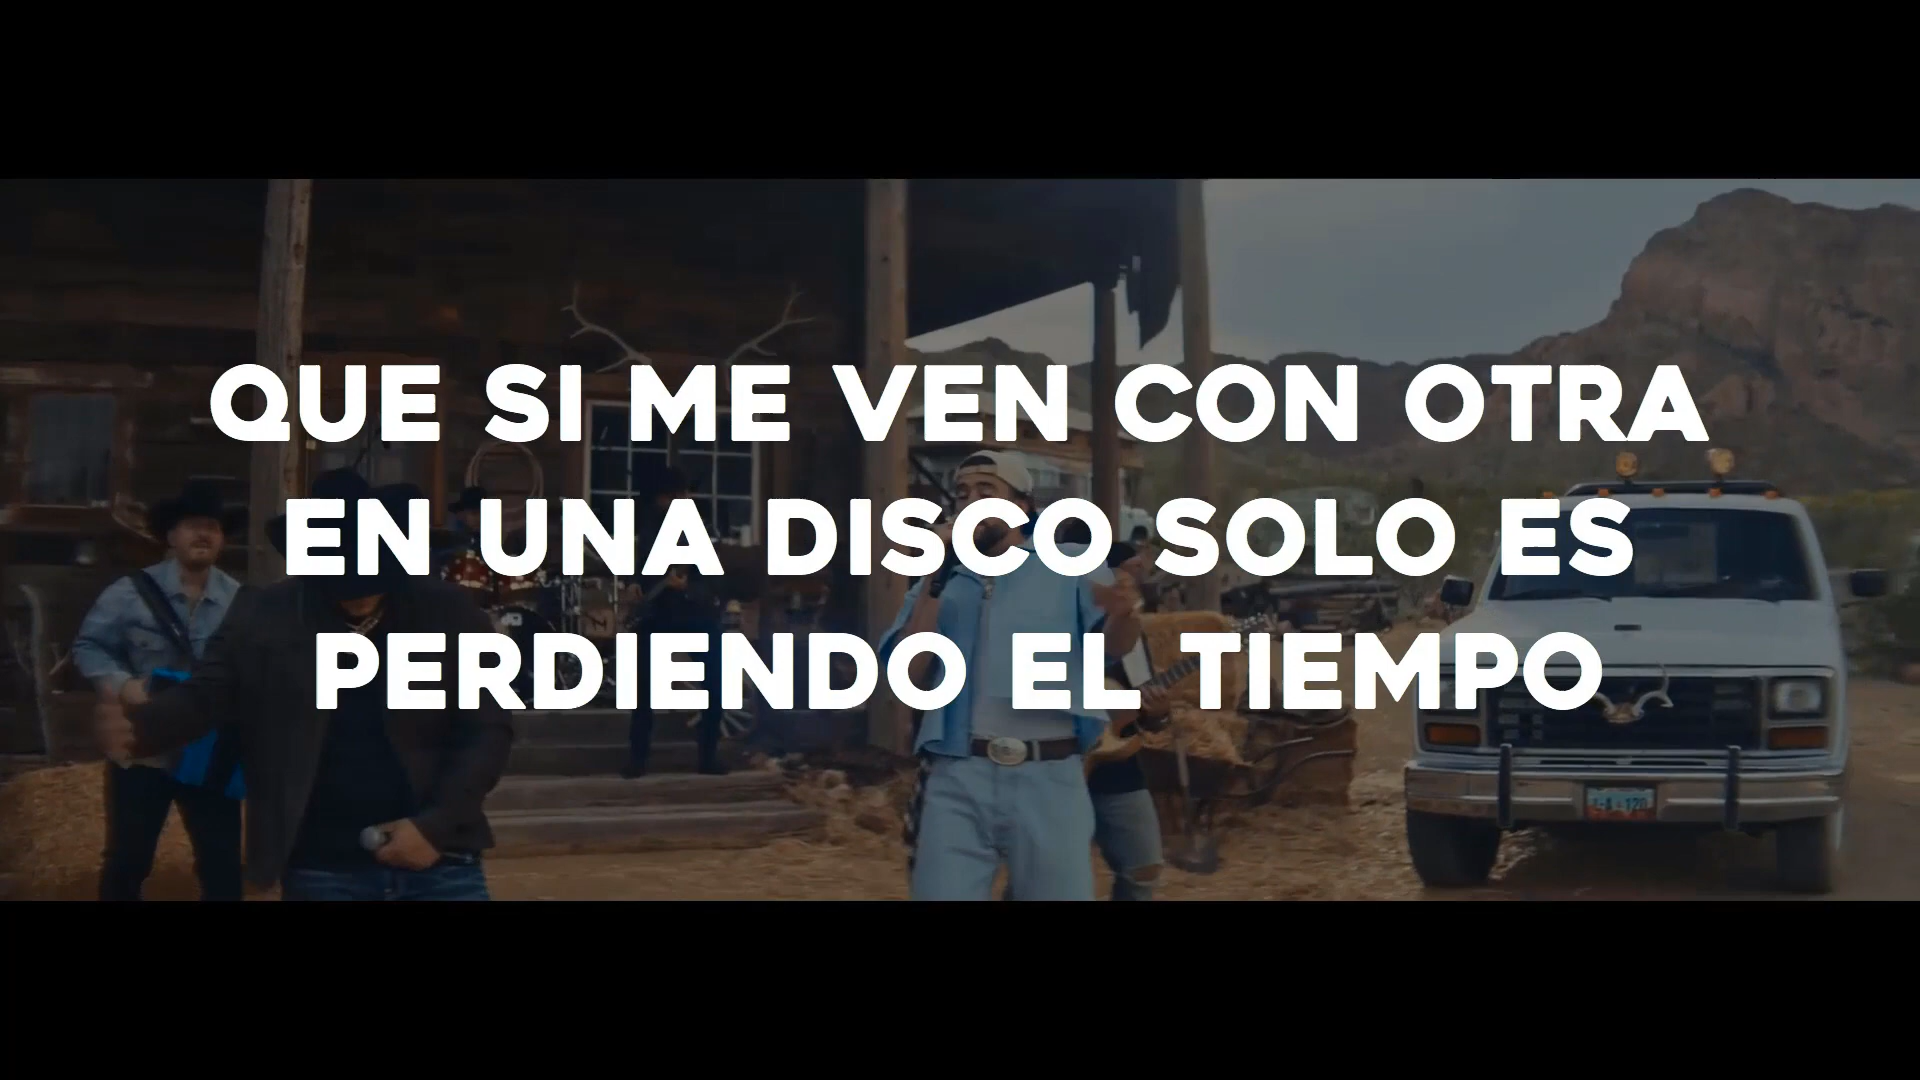 QUE SI ME VEN CON OTRA
EN UNA DISCO SOLO ES
PERDIENDO EL TIEMPO